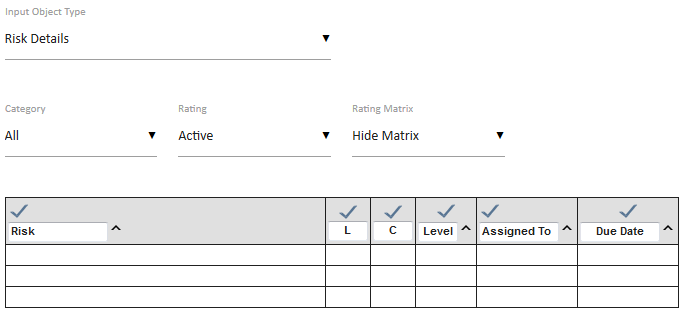 Input Object Type
Risk Details
Category Rating Rating Matrix
All Active Hide Matrix
Risk L C Level Assigned To Due Date